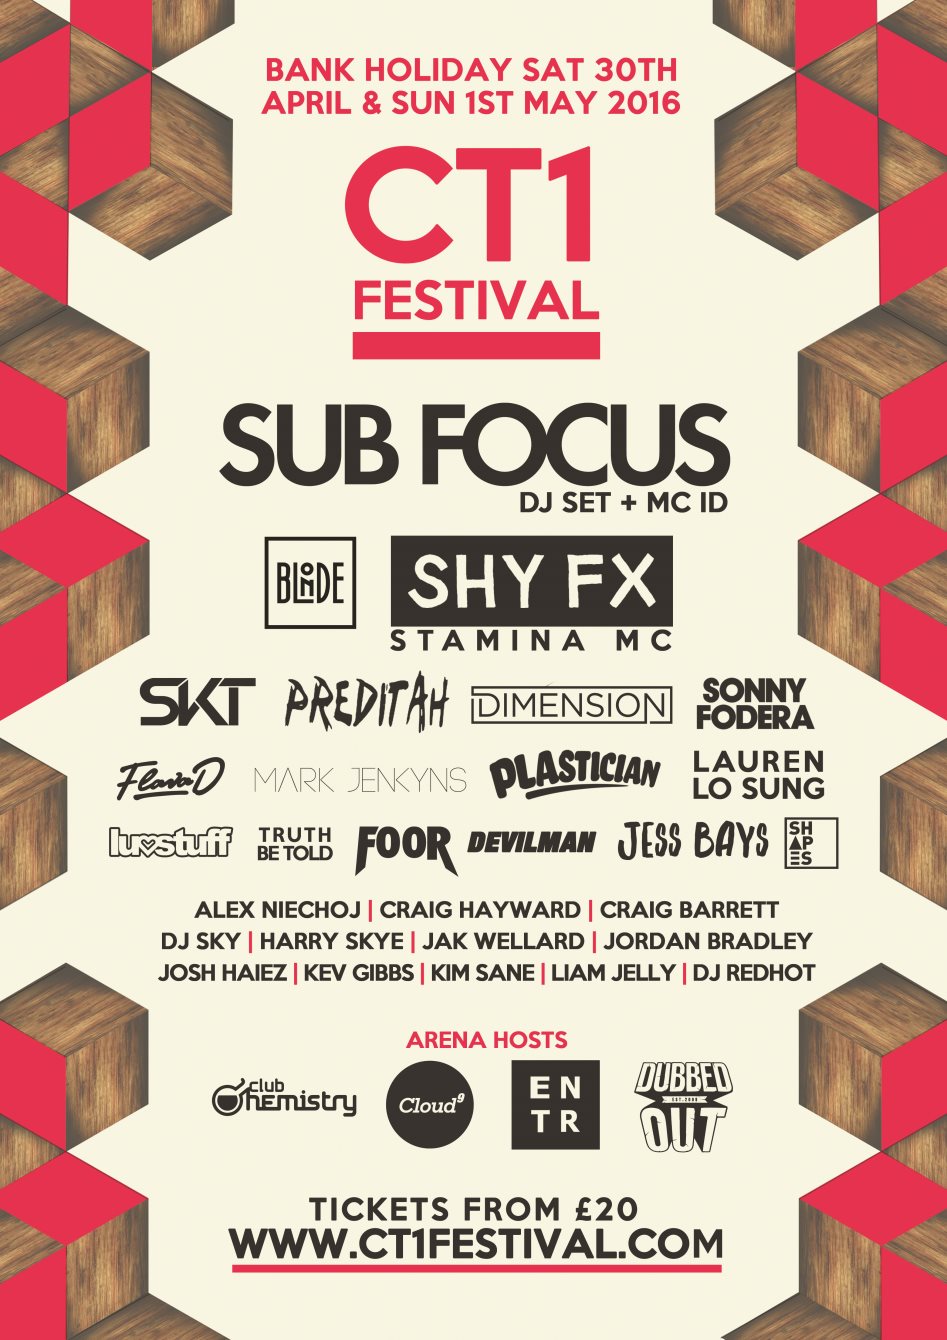 BANK HOLIDAY SAT 30TH
APRIL & SUN 1ST MAY 2016
CT1
FESTIVAL
SUB FOCUS
DJ SET + MC ID
BLONDE
SHY FX
STAMINA MC
SKT PREDITAH DIMENSION SONNY FODERA
Flava D MARK JENKYNS PLASTICIAN LAUREN LO SUNG
luvstuff TRUTH BE TOLD FOOR DEVILMAN JESS BAYS SHAPES
ALEX NIECHOJ | CRAIG HAYWARD | CRAIG BARRETT
DJ SKY | HARRY SKYE | JAK WELLARD | JORDAN BRADLEY
JOSH HAIEZ | KEV GIBBS | KIM SANE | LIAM JELLY | DJ REDHOT
ARENA HOSTS
club Chemistry
Cloud9
ENTR
DUBBED
EST. 2009
OUT
TICKETS FROM £20
WWW.CT1FESTIVAL.COM